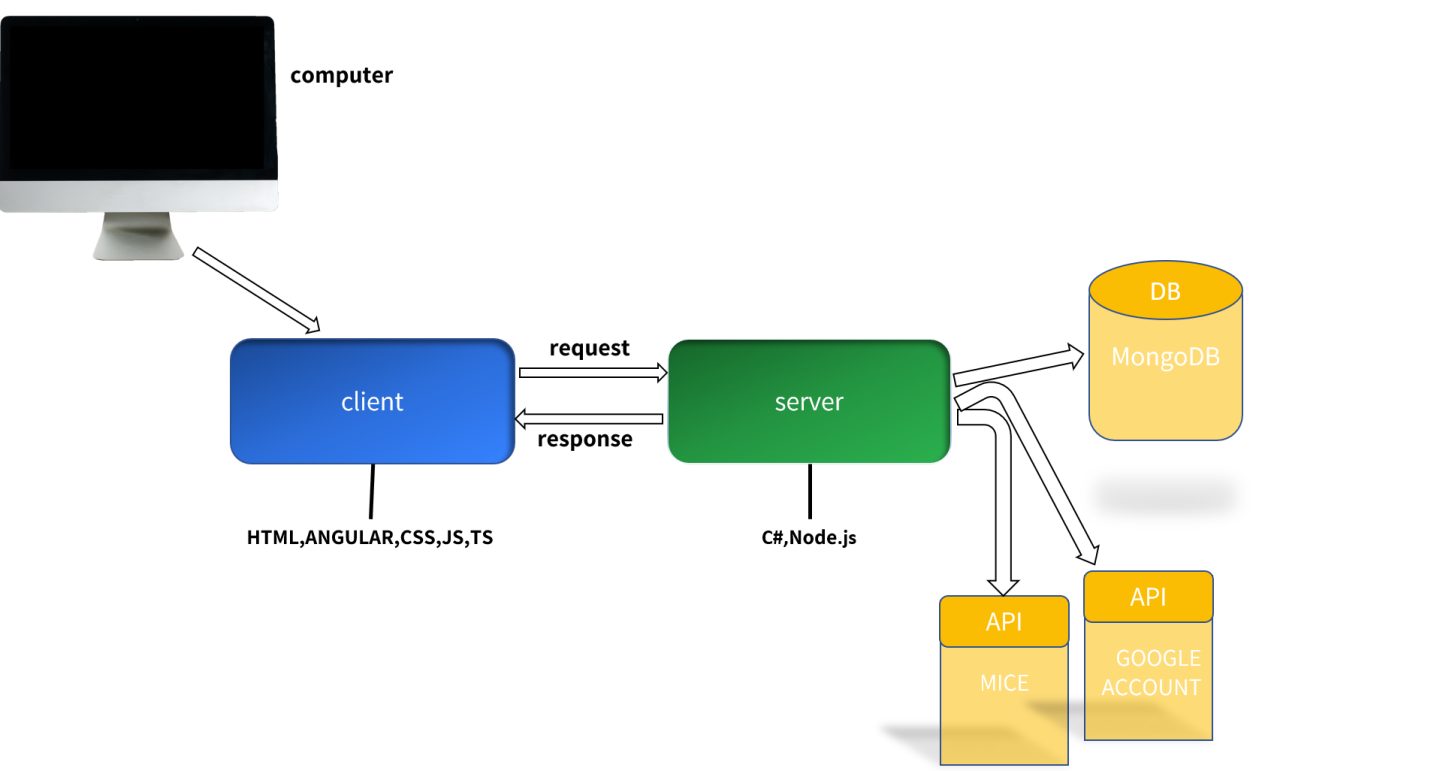 computer
request
client
server
response
HTML,ANGULAR,CSS,JS,TS
C#,Node.js
DB
MongoDB
API
MICE
API
GOOGLE
ACCOUNT